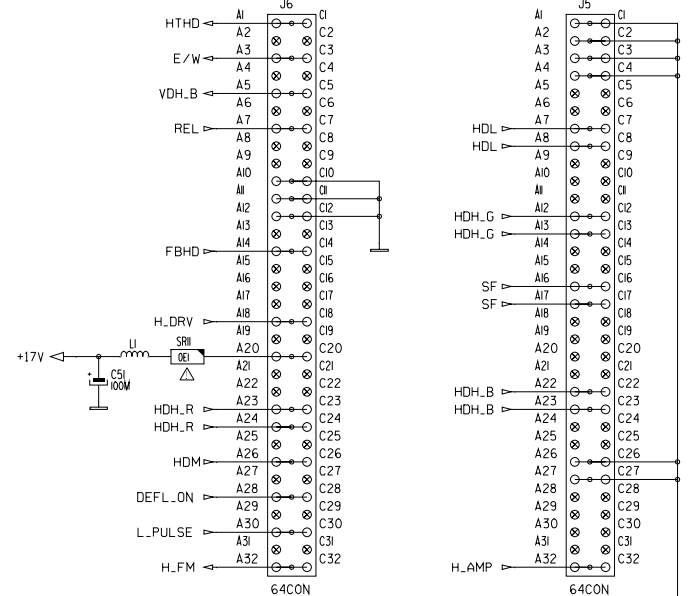 J6 J5
HTHD A1 C1 A1 C1
A2 C2 A2 C2
E/W A3 C3 A3 C3
A4 C4 A4 C4
VDH_B A5 C5 A5 C5
A6 C6 A6 C6
REL A7 C7 HDL A7 C7
A8 C8 HDL A8 C8
A9 C9 A9 C9
A10 C10 A10 C10
A11 C11 A11 C11
A12 C12 HDH_G A12 C12
A13 C13 HDH_G A13 C13
FBHD A14 C14 A14 C14
A15 C15 A15 C15
A16 C16 SF A16 C16
A17 C17 SF A17 C17
H_DRV A18 C18 A18 C18
A19 C19 A19 C19
+17V L1 SR11 0E1 A20 C20 A20 C20
C51 100M A21 C21 A21 C21
A22 C22 HDH_B A22 C22
HDH_R A23 C23 HDH_B A23 C23
HDH_R A24 C24 A24 C24
A25 C25 A25 C25
HDM A26 C26 A26 C26
A27 C27 A27 C27
DEFL_ON A28 C28 A28 C28
A29 C29 A29 C29
L_PULSE A30 C30 A30 C30
A31 C31 A31 C31
H_FM A32 C32 H_AMP A32 C32
64CON 64CON